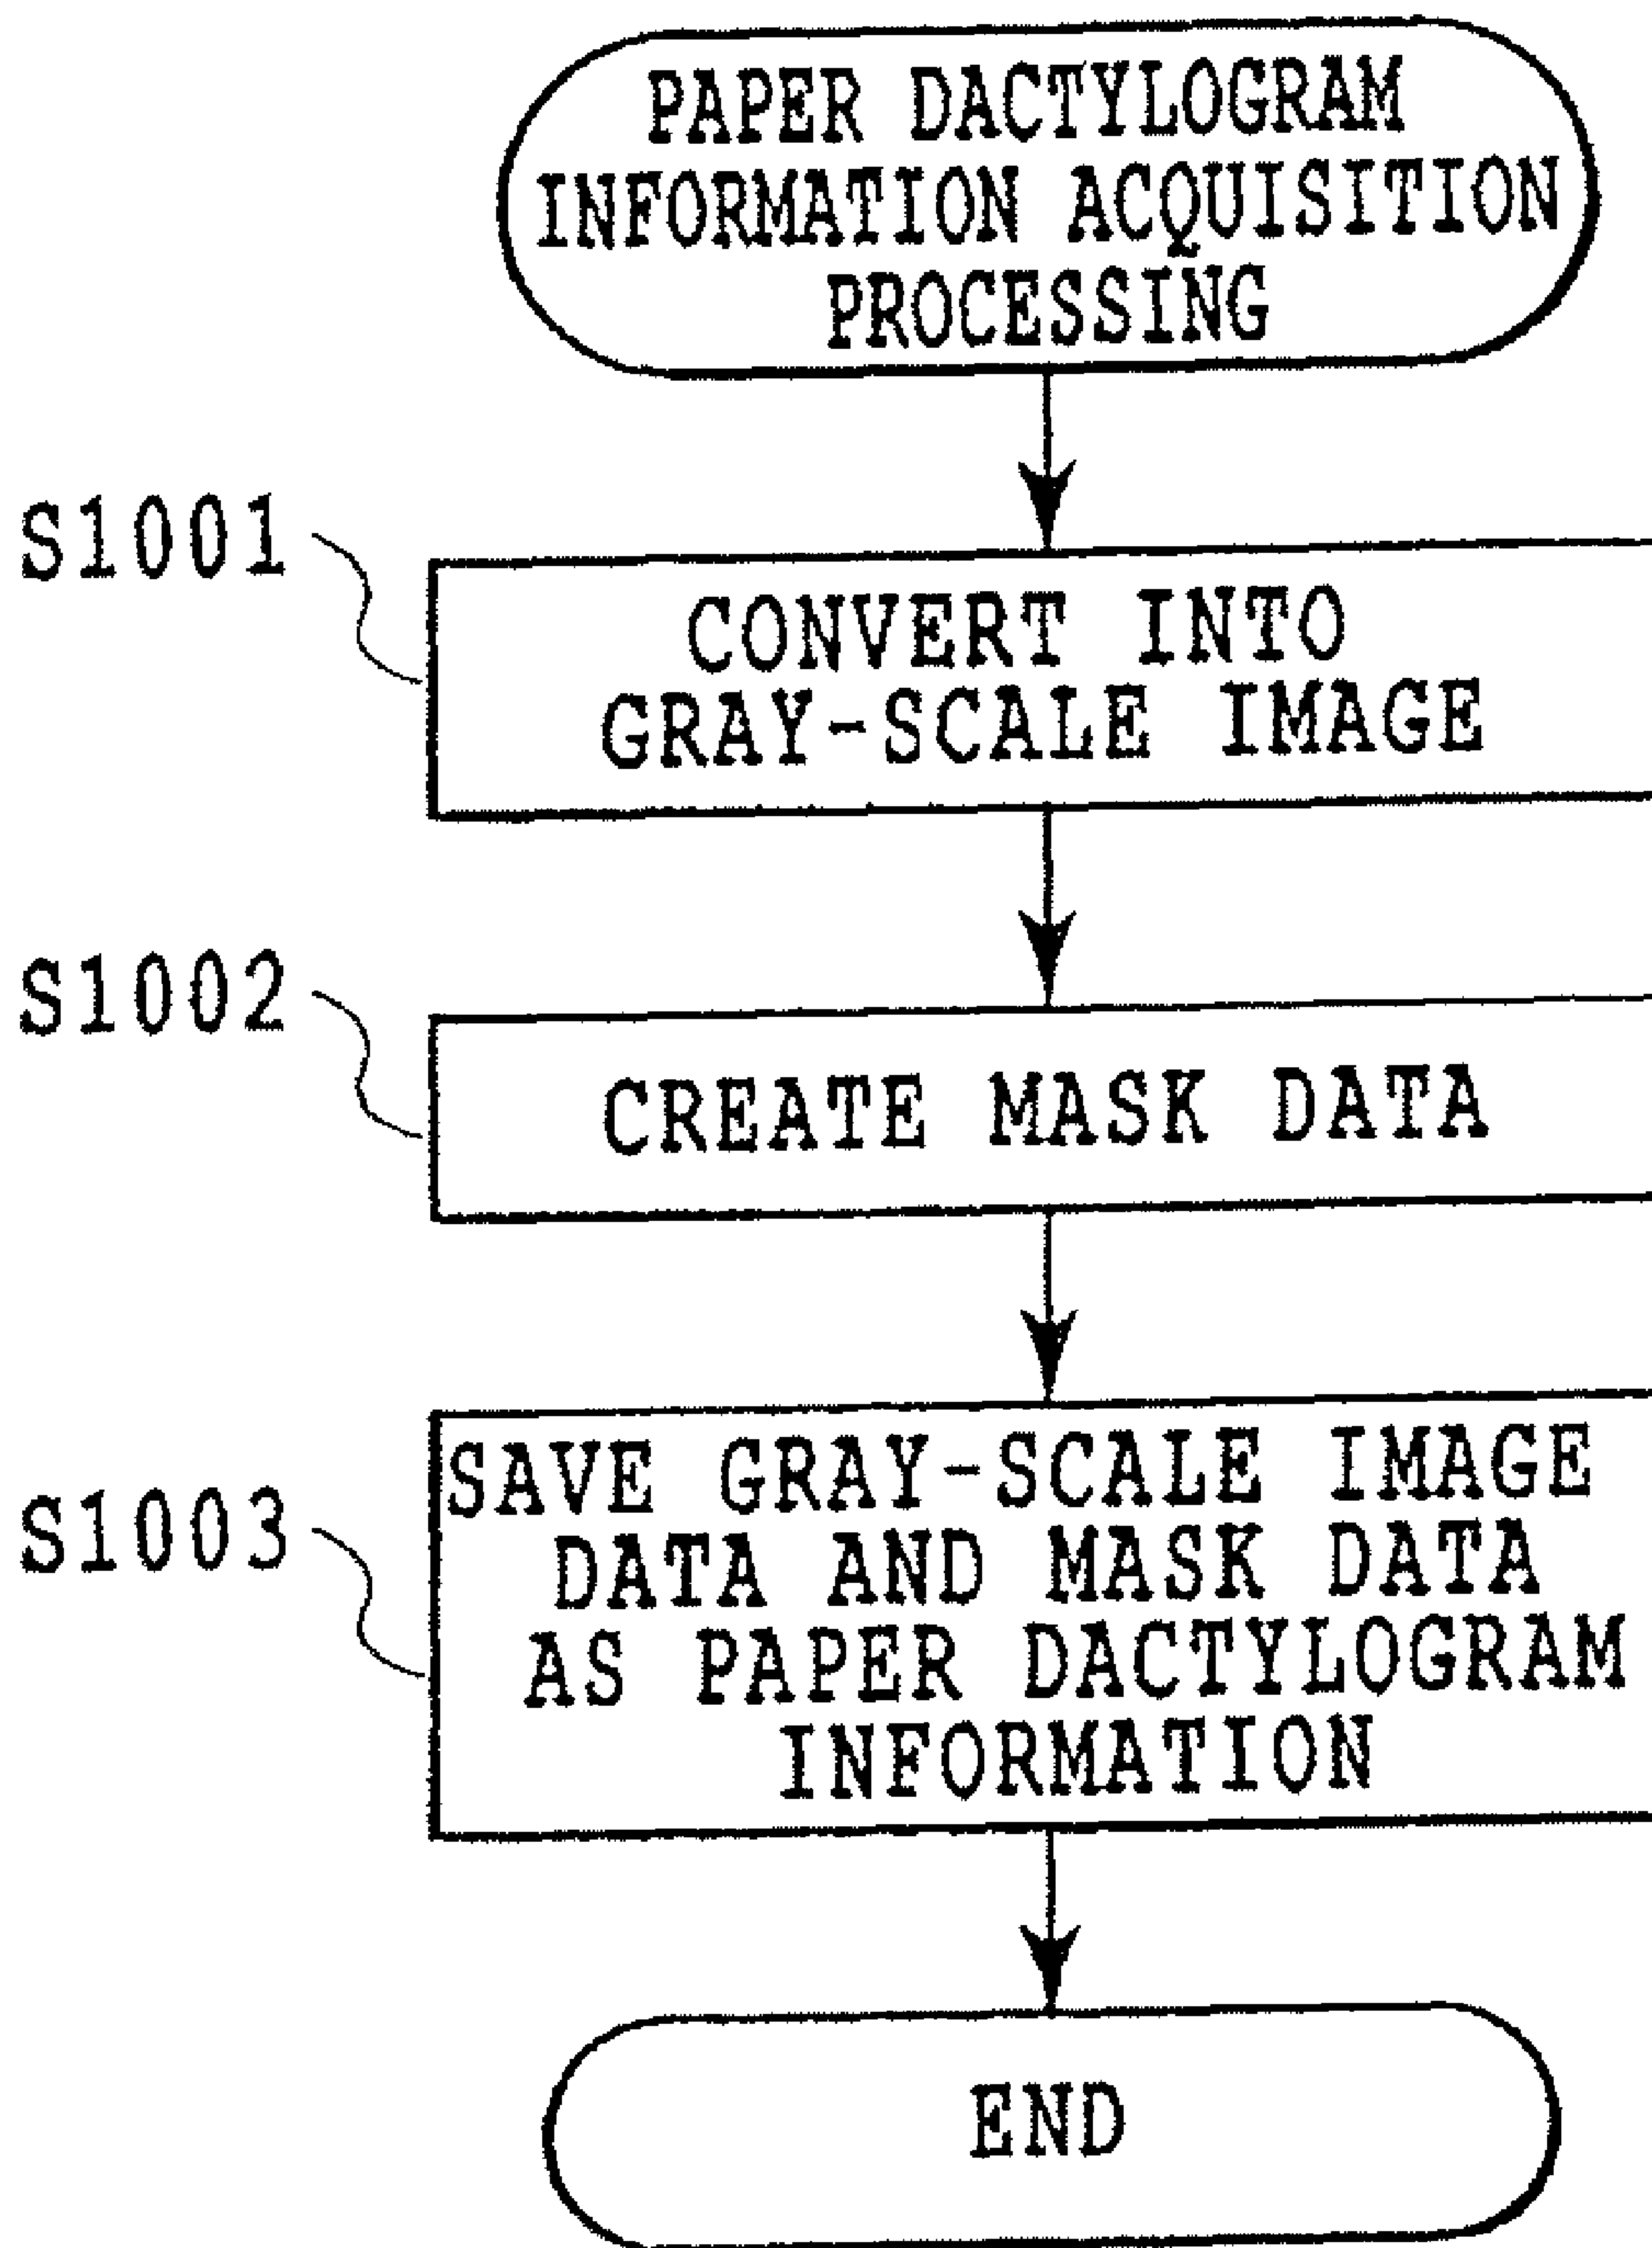 PAPER DACTYLOGRAM
INFORMATION ACQUISITION
PROCESSING
S1001
CONVERT INTO
GRAY-SCALE IMAGE
S1002
CREATE MASK DATA
S1003
SAVE GRAY-SCALE IMAGE
DATA AND MASK DATA
AS PAPER DACTYLOGRAM
INFORMATION
END